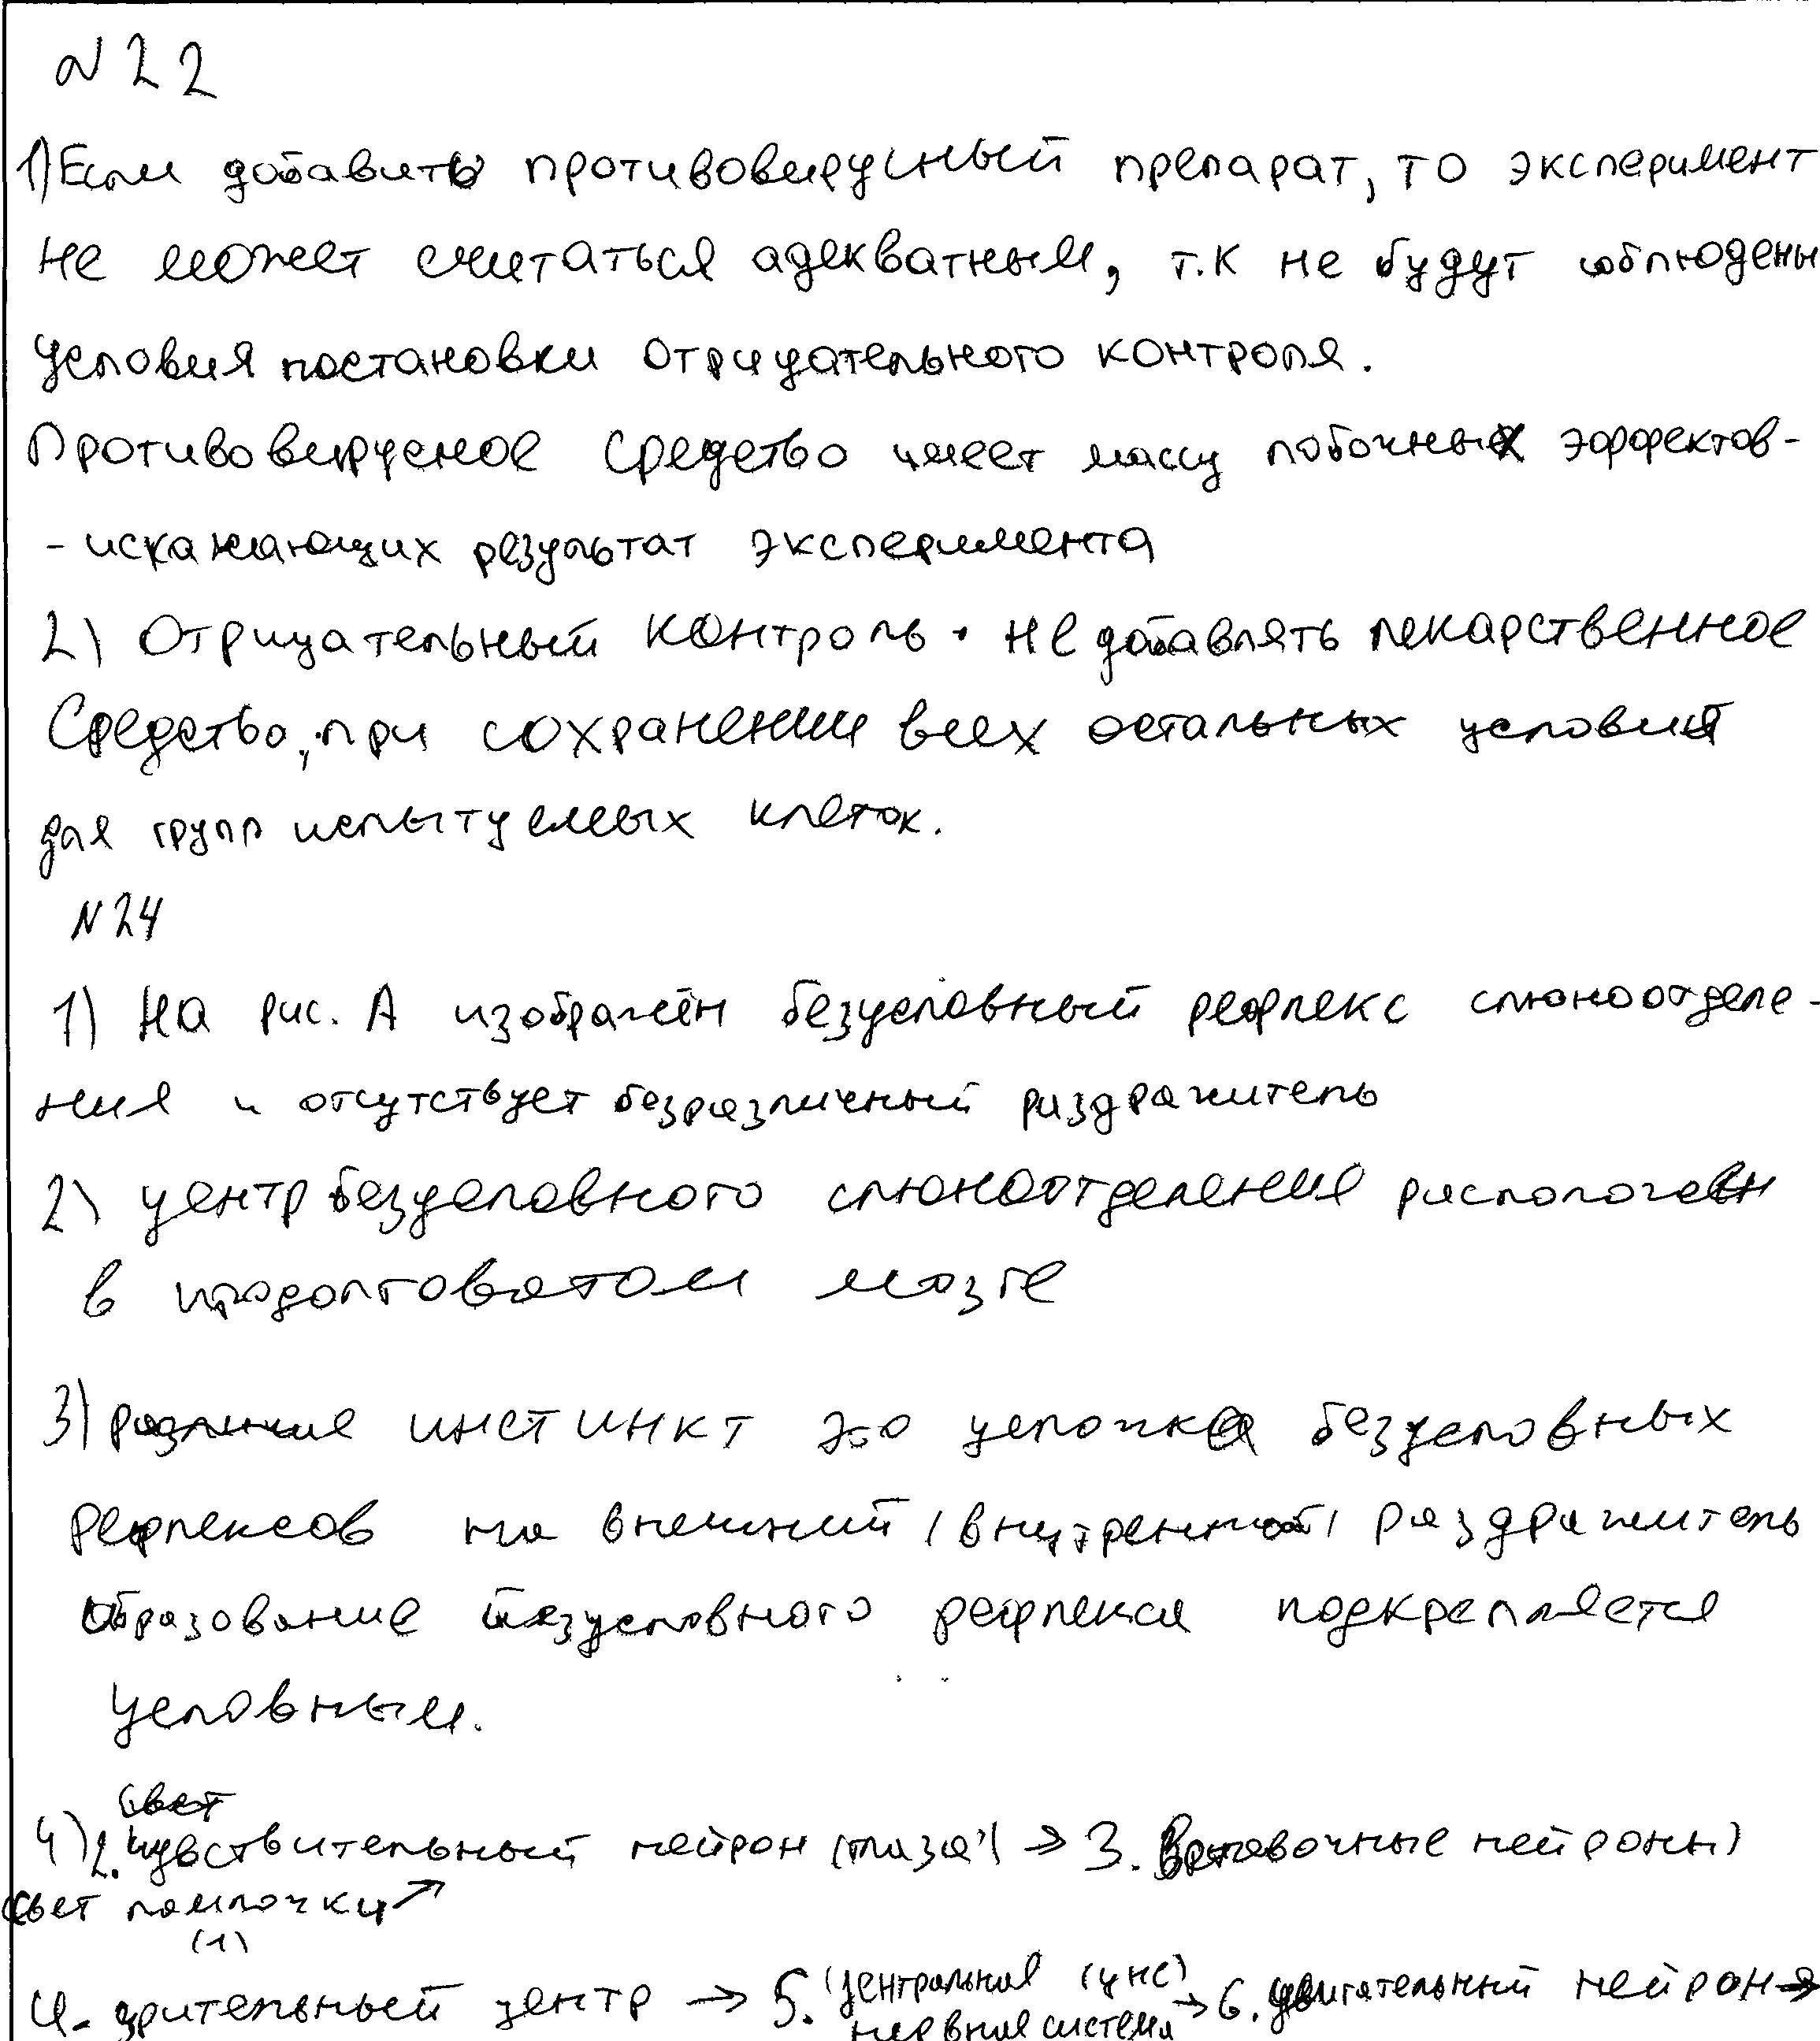 N 22
1) Если добавить противовирусный препарат, то эксперимент
не может считаться адекватным, т.к не будут соблюдены
условия постановки отрицательного контроля.
Противовирусное средство имеет массу побочных эффектов-
- искажающих результат эксперимента
2) Отрицательный контроль · не добавлять лекарственное
Средство, при сохранении всех остальных условий
для групп испытуемых клеток.
N 24
1) На рис. А изображён безусловный рефлекс слюноотделе-
ния и отсутствует безразличный раздражитель
2) центр безусловного слюноотделения расположен
в продолговатом мозге
3) различие инстинкт это цепочка безусловных
рефлексов на внешний (внутренний) раздражитель
образование безусловного рефлекса подкрепляется
условным.
свет
4) 2. Чувствительный нейрон (глаза) → 3. Вставочные нейроны)
свет лампочки ↗
(1)
4. зрительный центр → 5. (центральная (цнс) → 6. двигательный нейрон →
нервная система